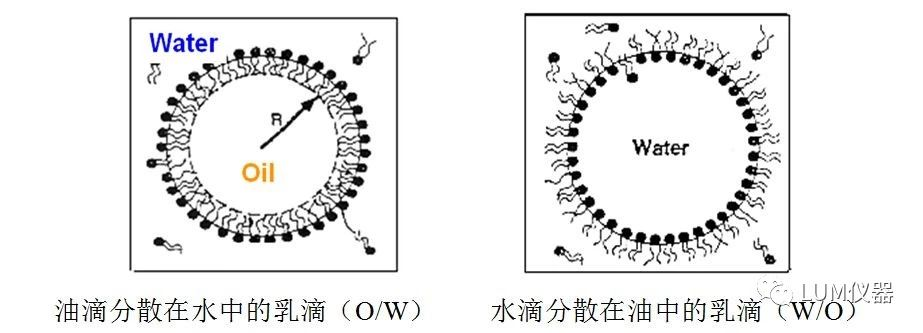 Water
R
Oil
Water
油滴分散在水中的乳滴（O/W）
水滴分散在油中的乳滴（W/O）
LUM仪器